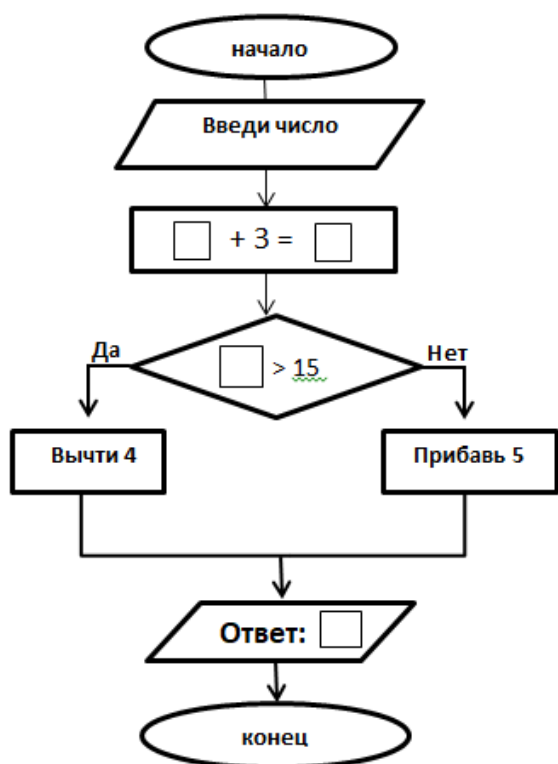 начало
Введи число
+ 3 =
Да
> 15
Нет
Вычти 4
Прибавь 5
Ответ:
конец